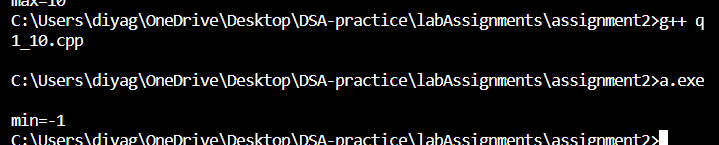 max=10
C:\Users\diyag\OneDrive\Desktop\DSA-practice\labAssignments\assignment2>g++ q
1_10.cpp
C:\Users\diyag\OneDrive\Desktop\DSA-practice\labAssignments\assignment2>a.exe
min=-1
C:\Users\diyag\OneDrive\Desktop\DSA-practice\labAssignments\assignment2>